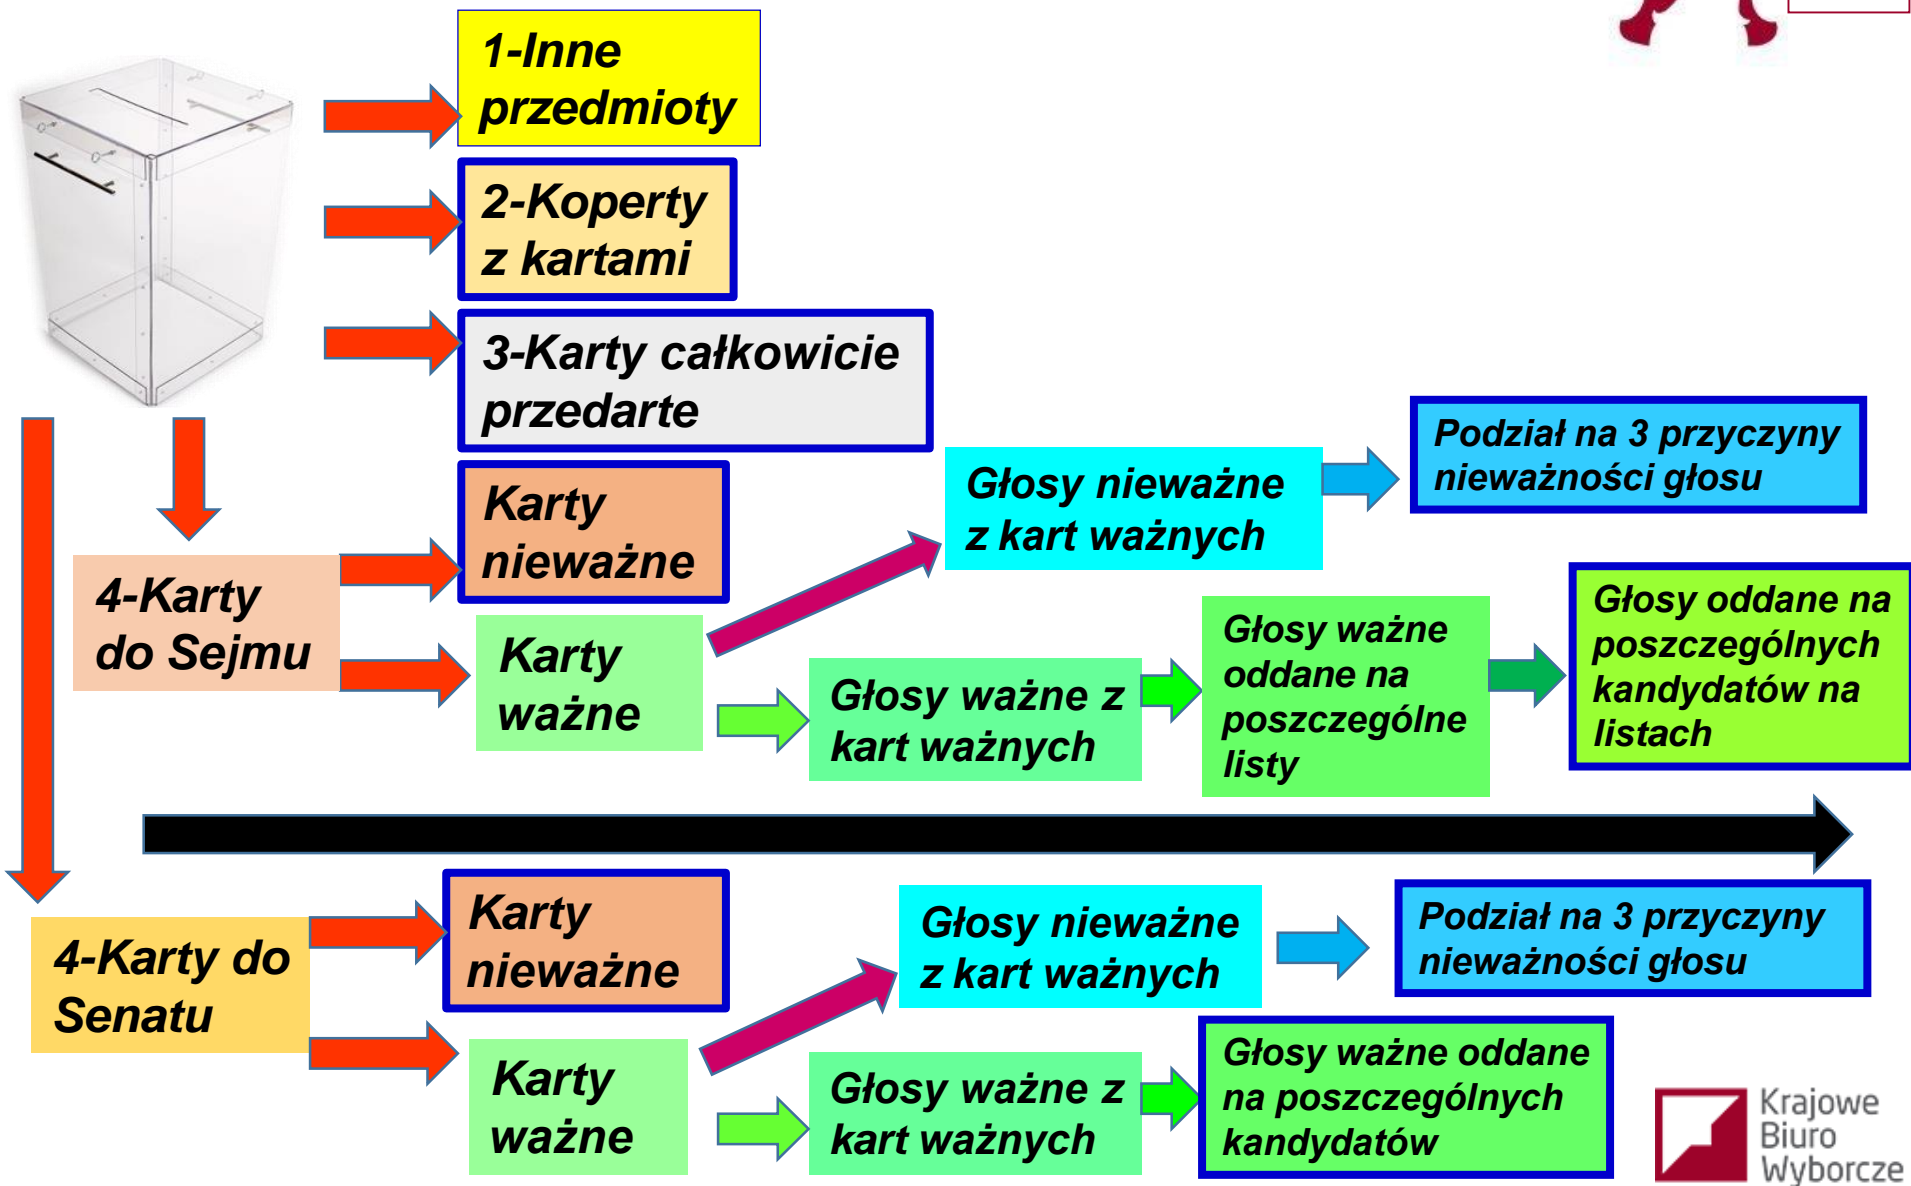 1-Inne
przedmioty
2-Koperty
z kartami
3-Karty całkowicie
przedarte
4-Karty
do Sejmu
Karty
nieważne
Karty
ważne
Głosy nieważne
z kart ważnych
Podział na 3 przyczyny
nieważności głosu
Głosy ważne z
kart ważnych
Głosy ważne
oddane na
poszczególne
listy
Głosy oddane na
poszczególnych
kandydatów na
listach
4-Karty do
Senatu
Karty
nieważne
Karty
ważne
Głosy nieważne
z kart ważnych
Podział na 3 przyczyny
nieważności głosu
Głosy ważne z
kart ważnych
Głosy ważne oddane
na poszczególnych
kandydatów
Krajowe
Biuro
Wyborcze